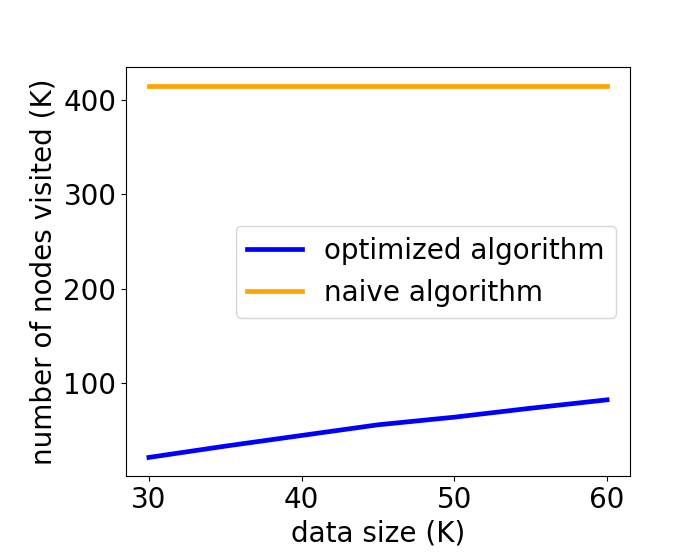 number of nodes visited (K)
400
300
200
100
optimized algorithm
naive algorithm
30 40 50 60
data size (K)